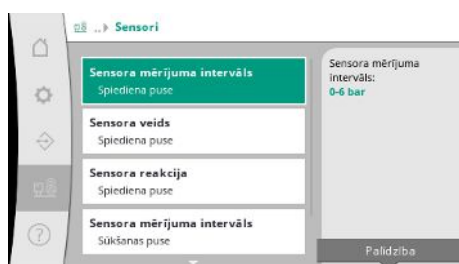 ..▸ Sensori
Sensora mērījuma intervāls
Spiediena puse
Sensora veids
Spiediena puse
Sensora reakcija
Spiediena puse
Sensora mērījuma intervāls
Sūkšanas puse
Sensora mērījuma
intervāls:
0-6 bar
Palīdzība